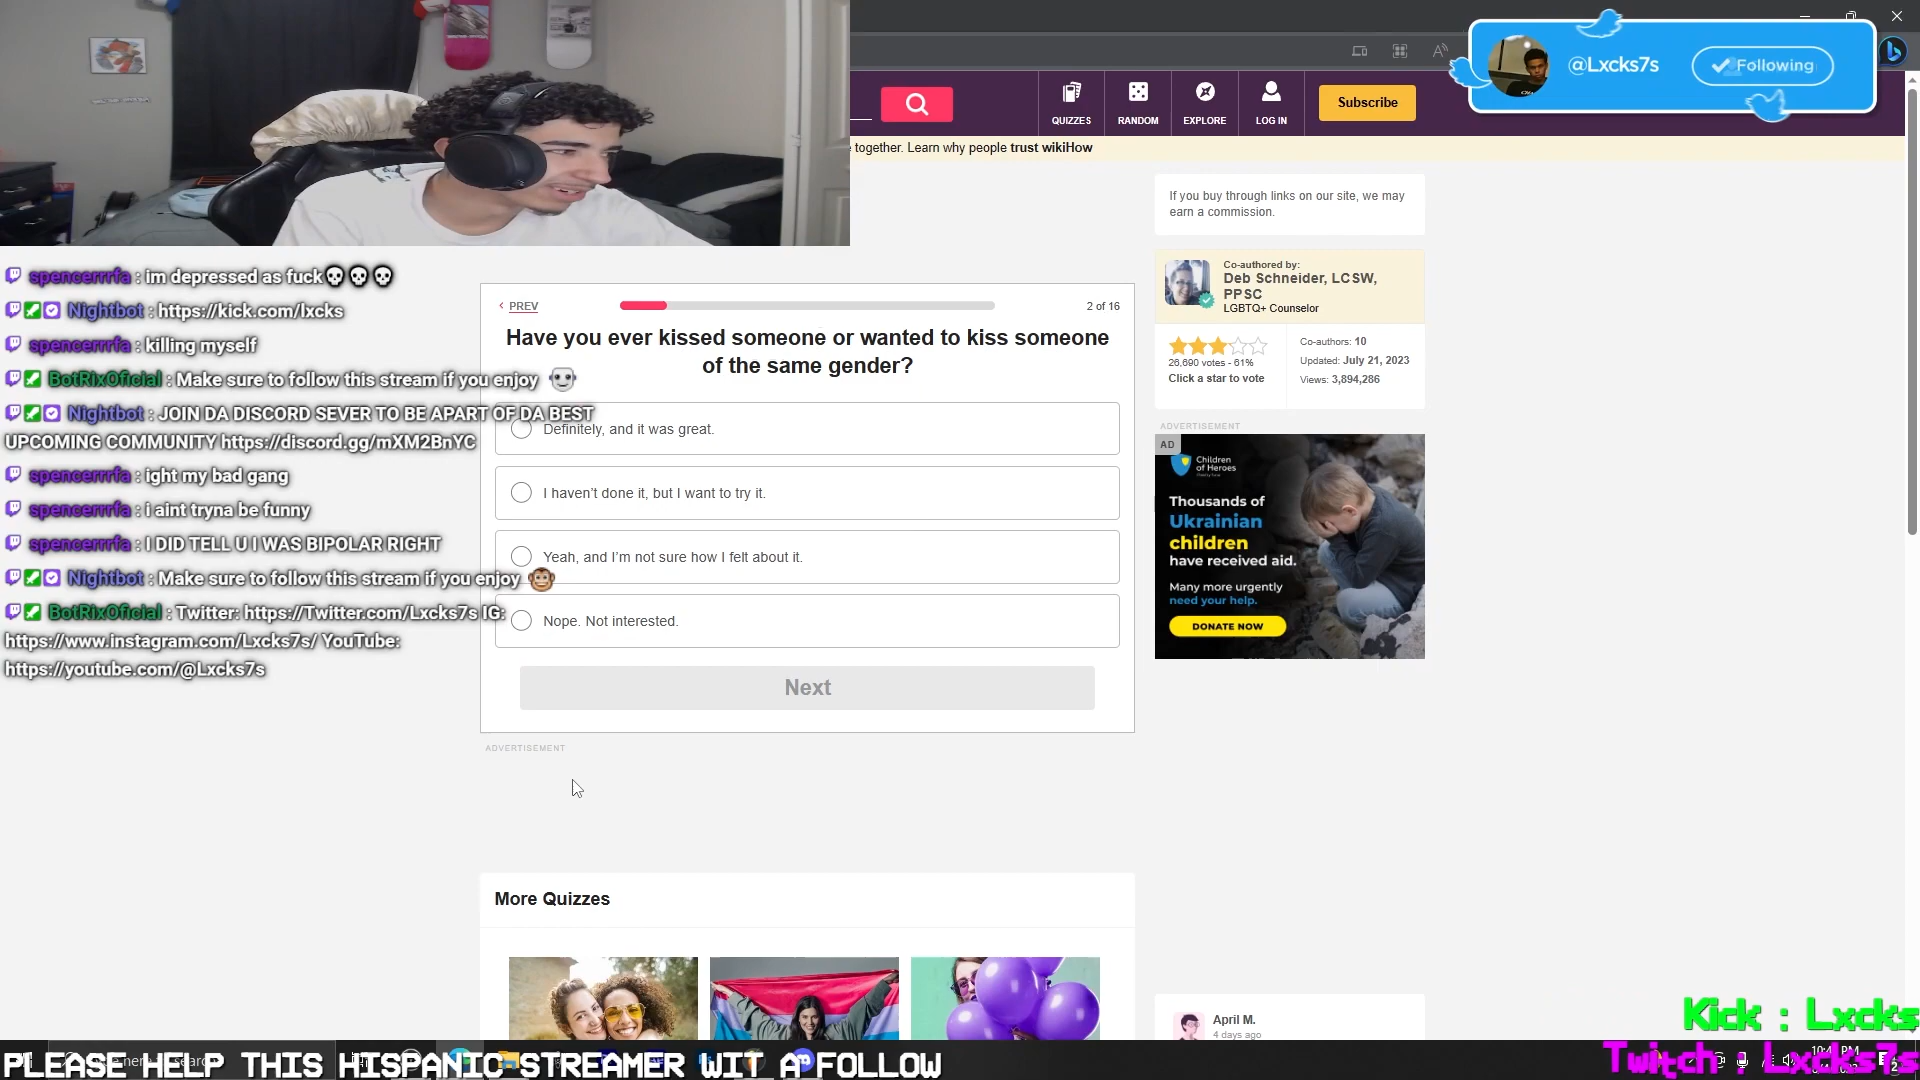 @Lxcks7s
Following
QUIZZES
RANDOM
EXPLORE
LOG IN
Subscribe
together. Learn why people trust wikiHow
If you buy through links on our site, we may
earn a commission.
Co-authored by:
Deb Schneider, LCSW,
PPSC
LGBTQ+ Counselor
26,690 votes - 61%
Click a star to vote
Co-authors: 10
Updated: July 21, 2023
Views: 3,894,286
ADVERTISEMENT
AD
Children
of Heroes
Thousands of
Ukrainian
children
have received aid.
Many more urgently
need your help.
DONATE NOW
spencerrrfa : im depressed as fuck💀💀💀
Nightbot : https://kick.com/lxcks
spencerrrfa : killing myself
BotRixOficial : Make sure to follow this stream if you enjoy
Nightbot : JOIN DA DISCORD SEVER TO BE APART OF DA BEST
UPCOMING COMMUNITY https://discord.gg/mXM2BnYC
spencerrrfa : ight my bad gang
spencerrrfa : i aint tryna be funny
spencerrrfa : I DID TELL U I WAS BIPOLAR RIGHT
Nightbot : Make sure to follow this stream if you enjoy 🐵
BotRixOficial : Twitter: https://Twitter.com/Lxcks7s IG:
https://www.instagram.com/Lxcks7s/ YouTube:
https://youtube.com/@Lxcks7s
PREV
2 of 16
Have you ever kissed someone or wanted to kiss someone
of the same gender?
Definitely, and it was great.
I haven't done it, but I want to try it.
Yeah, and I'm not sure how I felt about it.
Nope. Not interested.
Next
ADVERTISEMENT
More Quizzes
April M.
4 days ago
Kick : Lxcks
Twitch : Lxcks7s
PLEASE HELP THIS HISPANIC STREAMER WIT A FOLLOW